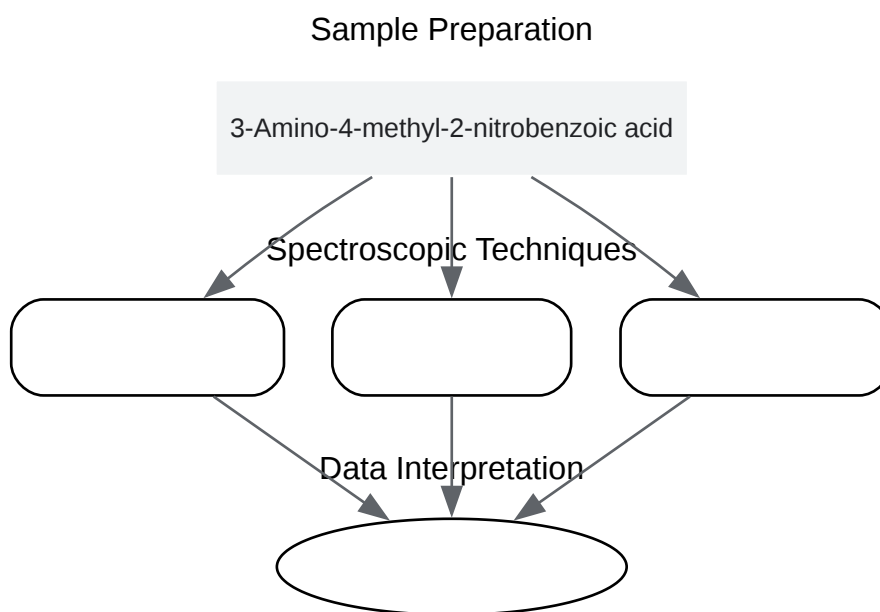 Sample Preparation
3-Amino-4-methyl-2-nitrobenzoic acid
Spectroscopic Techniques
Data Interpretation